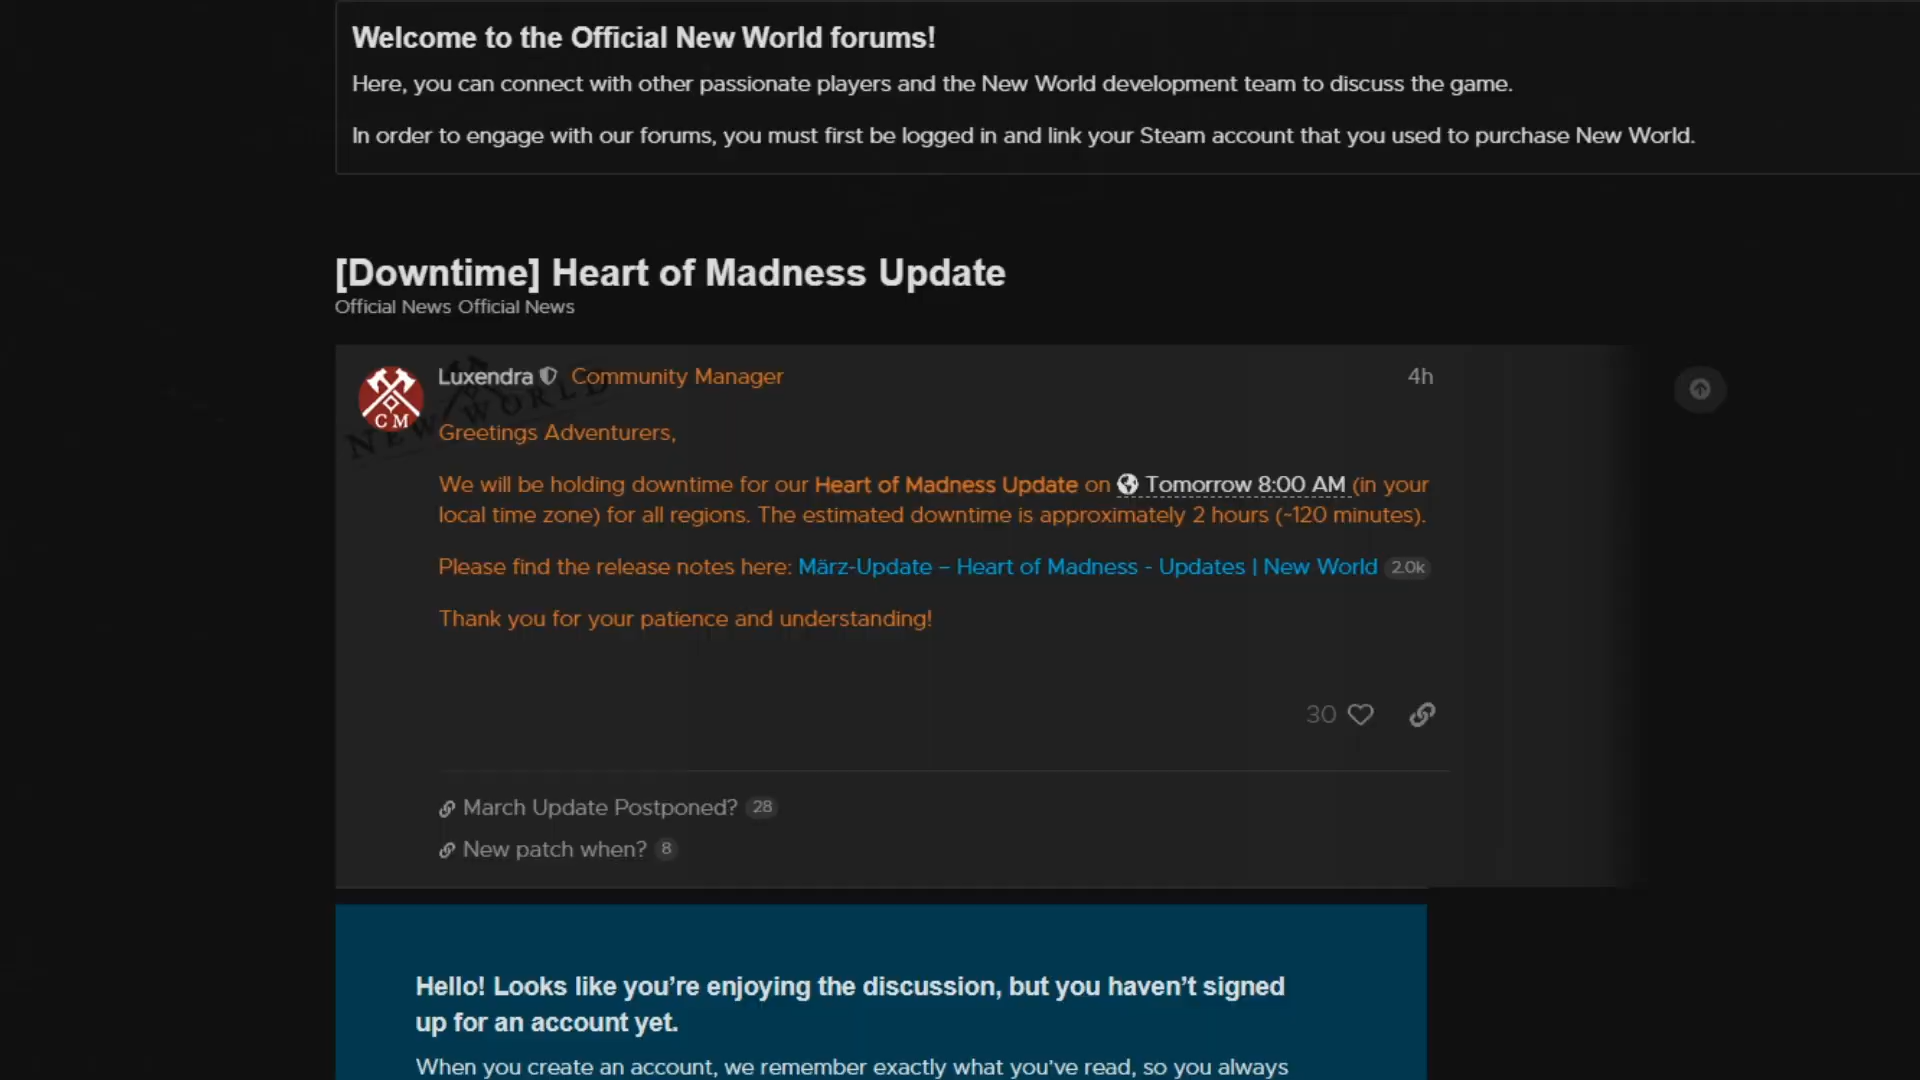 Welcome to the Official New World forums!
Here, you can connect with other passionate players and the New World development team to discuss the game.
In order to engage with our forums, you must first be logged in and link your Steam account that you used to purchase New World.
[Downtime] Heart of Madness Update
Official News Official News
Luxendra Community Manager 4h
CM
NEW WORLD
Greetings Adventurers,
We will be holding downtime for our Heart of Madness Update on Tomorrow 8:00 AM (in your
local time zone) for all regions. The estimated downtime is approximately 2 hours (~120 minutes).
Please find the release notes here: März-Update – Heart of Madness - Updates | New World 2.0k
Thank you for your patience and understanding!
30
March Update Postponed? 28
New patch when? 8
Hello! Looks like you’re enjoying the discussion, but you haven’t signed
up for an account yet.
When you create an account, we remember exactly what you’ve read, so you always